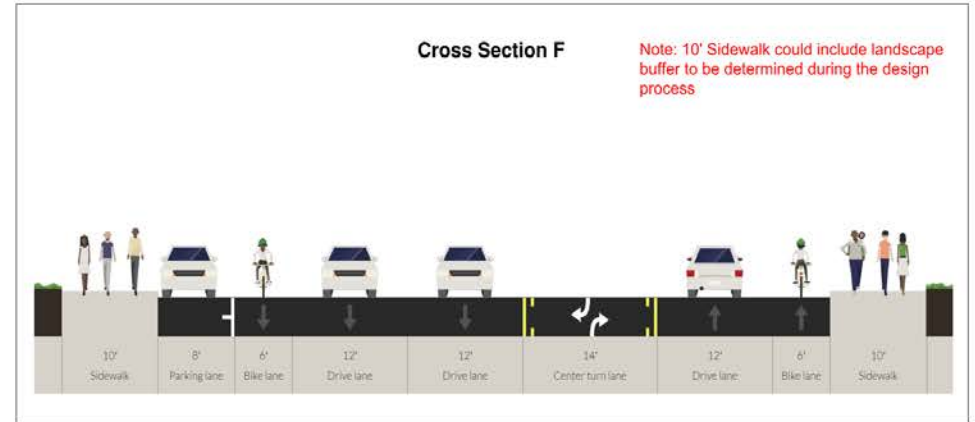 Cross Section F
Note: 10' Sidewalk could include landscape
buffer to be determined during the design
process
10' 8' 6' 12' 12' 14' 12' 6' 10'
Sidewalk Parking lane Bike lane Drive lane Drive lane Center turn lane Drive lane Bike lane Sidewalk